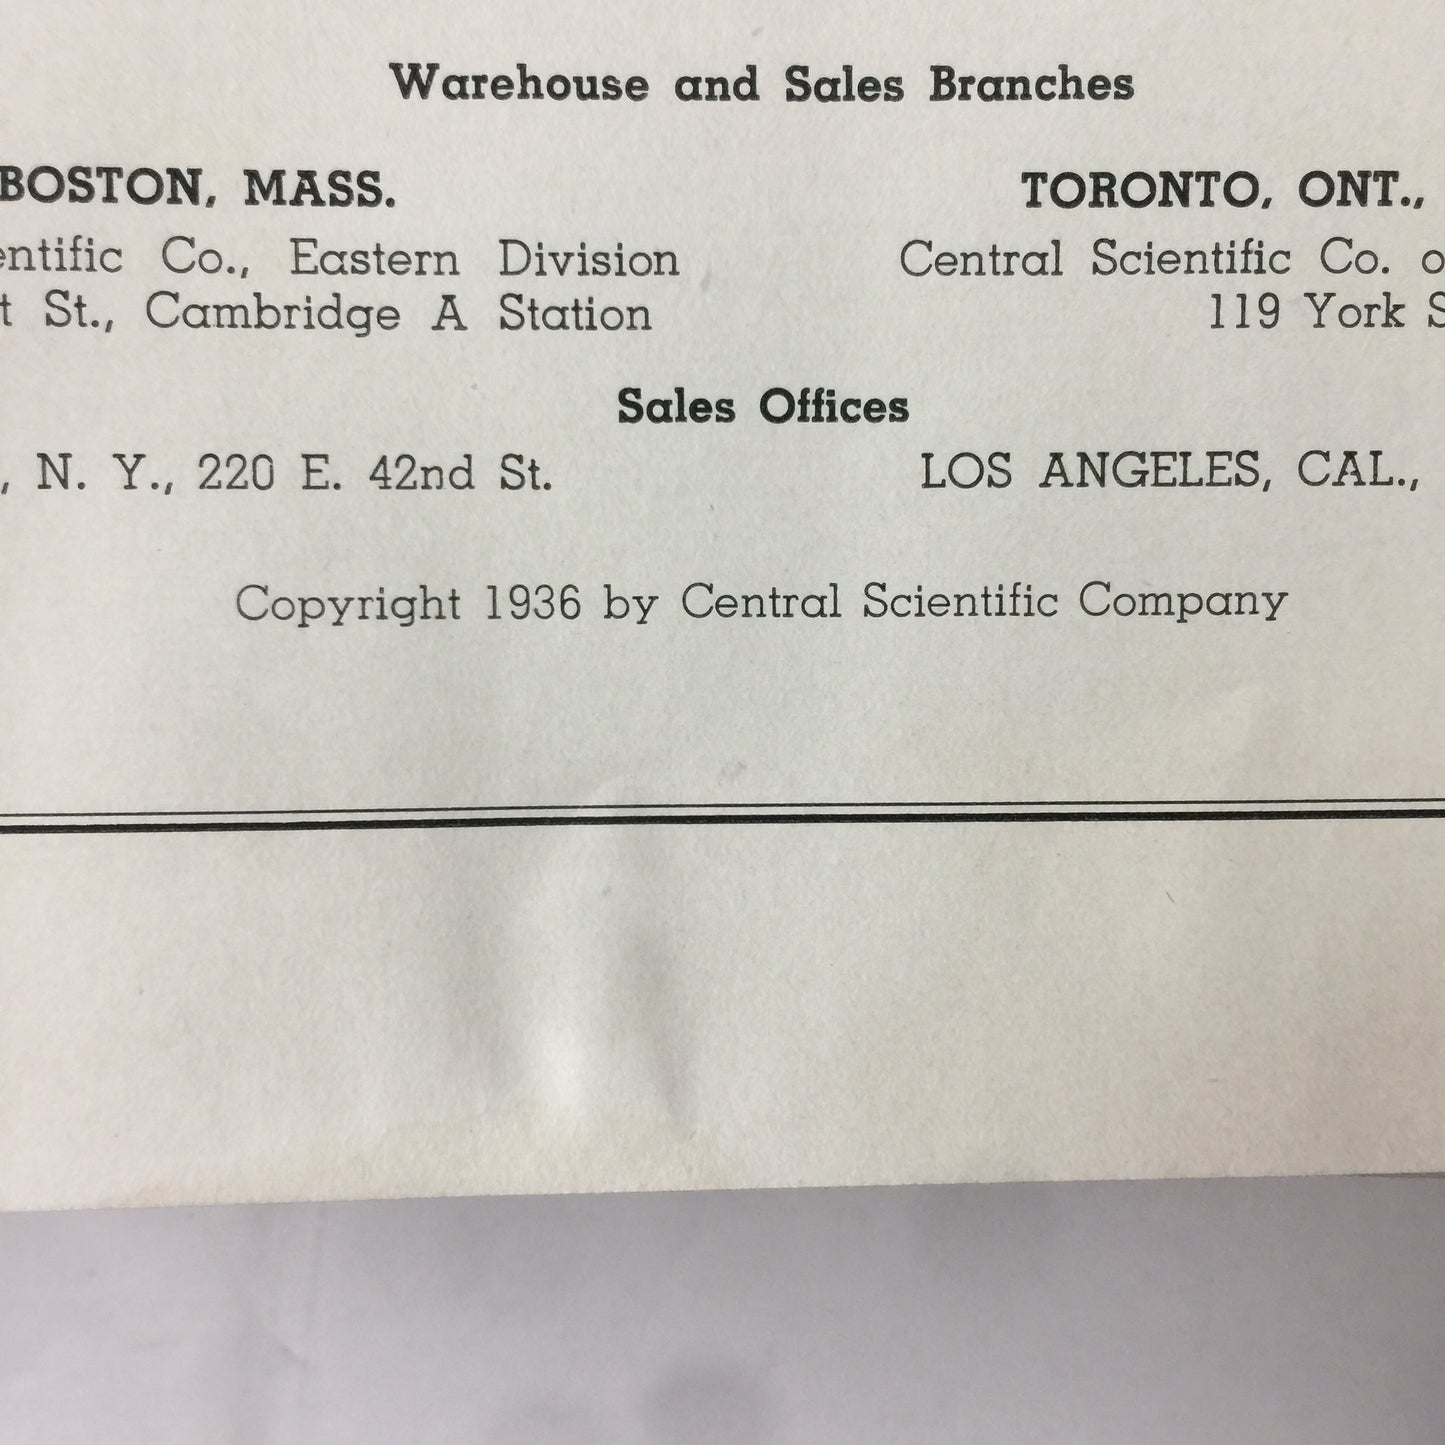 Warehouse and Sales Branches
BOSTON, MASS. TORONTO, ONT.,
Co., Eastern Division Central Scientific Co.
St., Cambridge A Station 119 York
Sales Offices
, N. Y., 220 E. 42nd St. LOS ANGELES, CAL.,
Copyright 1936 by Central Scientific Company